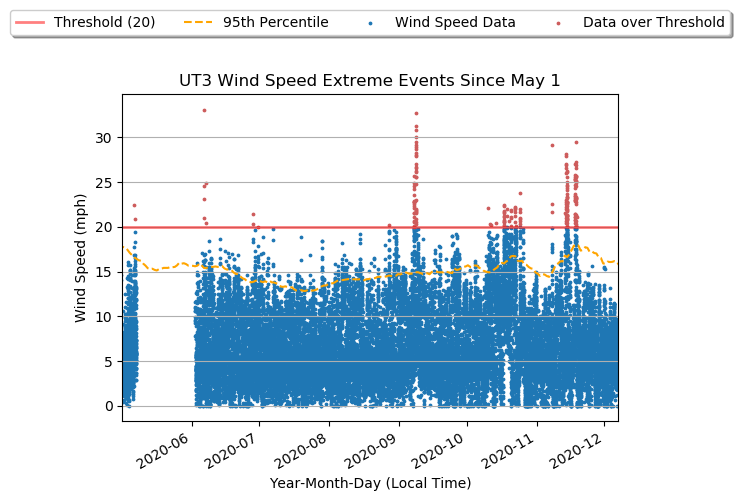 Threshold (20) 95th Percentile Wind Speed Data Data over Threshold
UT3 Wind Speed Extreme Events Since May 1
Wind Speed (mph)
30
25
20
15
10
5
0
2020-06 2020-07 2020-08 2020-09 2020-10 2020-11 2020-12
Year-Month-Day (Local Time)